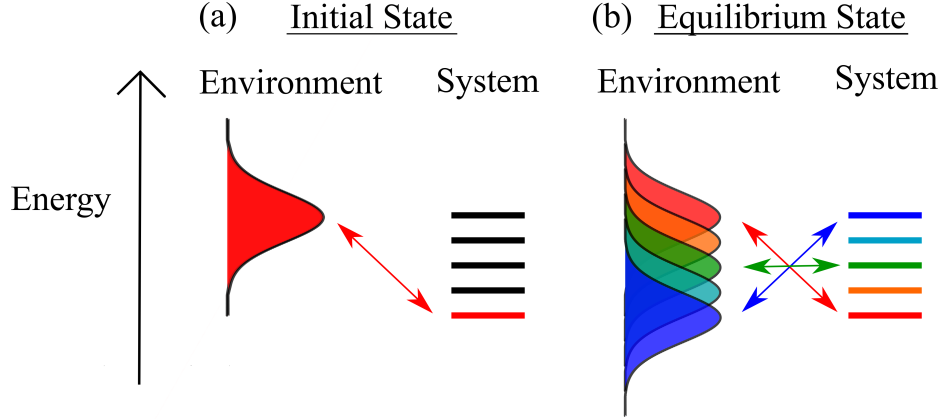 (a) Initial State
(b) Equilibrium State
Environment System
Environment System
Energy